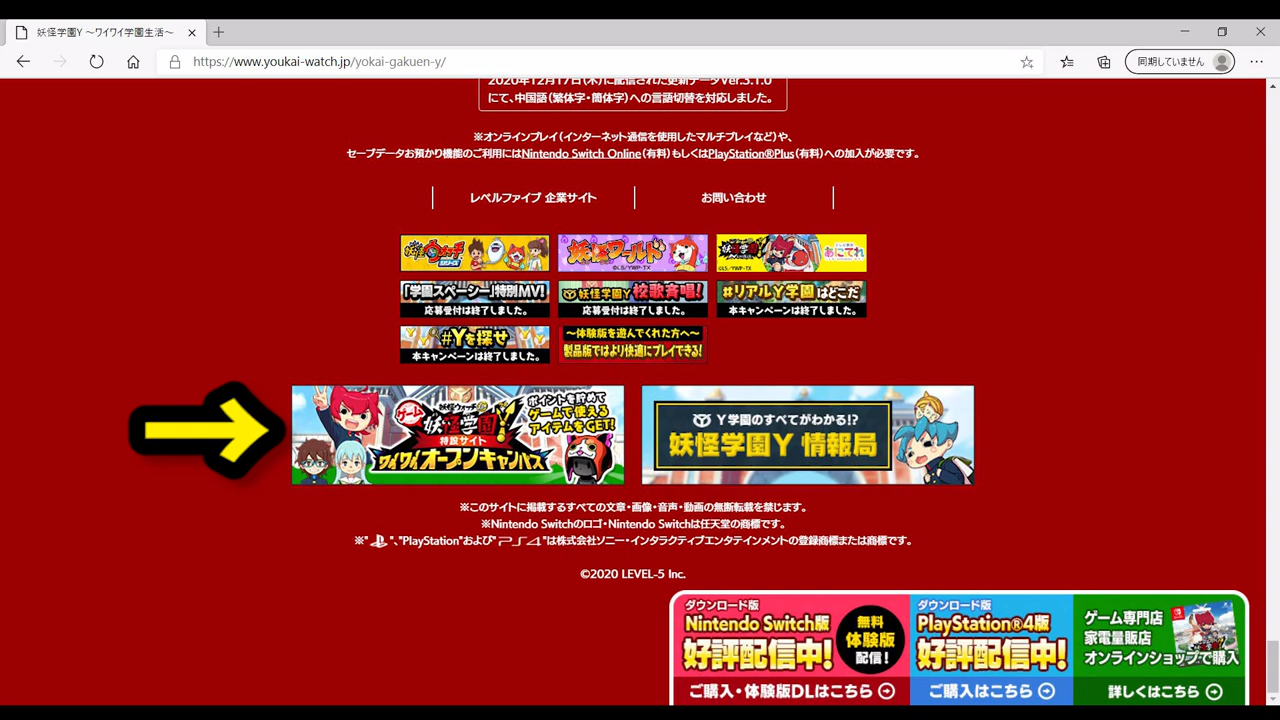 妖怪学園Y ～ワイワイ学園生活～
https://www.youkai-watch.jp/yokai-gakuen-y/
同期していません
2020年12月17日(木)に配信された更新データVer.3.1.0
にて、中国語(繁体字・簡体字)への言語切替を対応しました。
※オンラインプレイ(インターネット通信を使用したマルチプレイなど)や、
セーブデータお預かり機能のご利用にはNintendo Switch Online(有料)もしくはPlayStation®Plus(有料)への加入が必要です。
レベルファイブ 企業サイト
お問い合わせ
妖怪ワールド
©L5/YWP・TX
妖怪学園Y
あにてれ
©L5/YWP・TX
「学園スペーシー」特別MV!
応募受付は終了しました。
妖怪学園Y 校歌斉唱!
応募受付は終了しました。
#リアルY学園はどこだ
本キャンペーンは終了しました。
#Yを探せ
本キャンペーンは終了しました。
～体験版を遊んでくれた方へ～
製品版ではより快適にプレイできる!
ゲーム
妖怪学園Y
特設サイト
ワイワイオープンキャンパス
ポイントを貯めて
ゲームで使える
アイテムをGET!
Y学園のすべてがわかる!?
妖怪学園Y 情報局
※このサイトに掲載するすべての文章・画像・音声・動画の無断転載を禁じます。
※Nintendo Switchのロゴ・Nintendo Switchは任天堂の商標です。
※" "、"PlayStation"および"PS4"は株式会社ソニー・インタラクティブエンタテインメントの登録商標または商標です。
©2020 LEVEL-5 Inc.
ダウンロード版
Nintendo Switch版
好評配信中!
無料
体験版
配信!
ご購入・体験版DLはこちら
ダウンロード版
PlayStation®4版
好評配信中!
ご購入はこちら
ゲーム専門店
家電量販店
オンラインショップで購入
詳しくはこちら